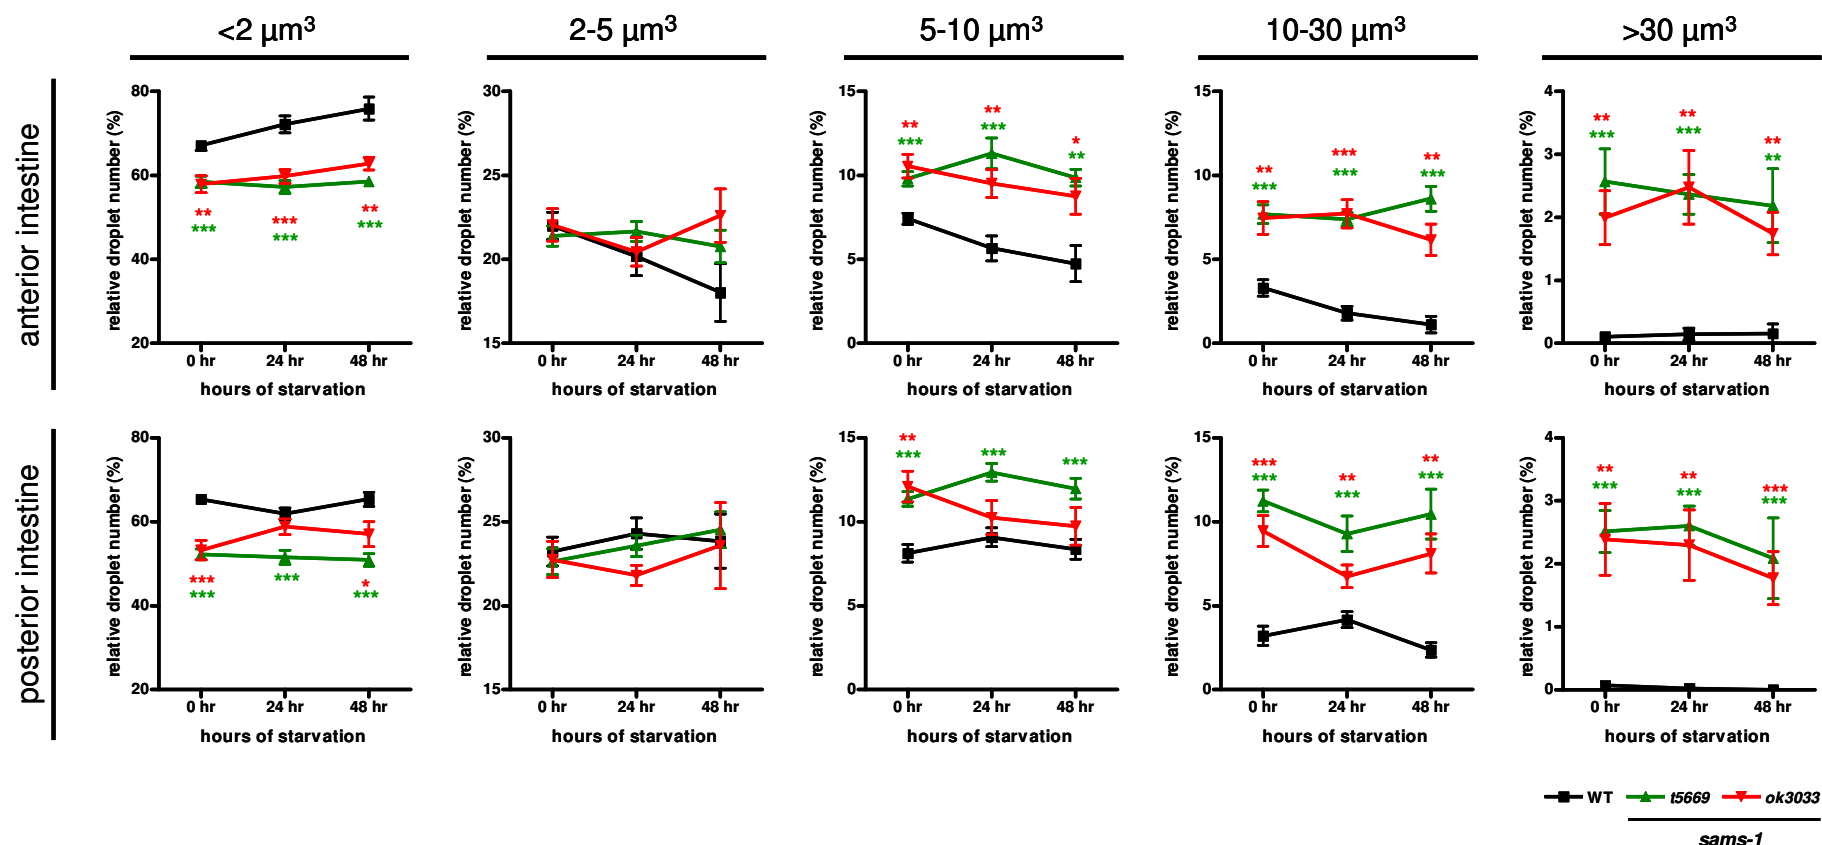 <2 µm³ 2-5 µm³ 5-10 µm³ 10-30 µm³ >30 µm³
anterior intestine
relative droplet number (%)
80
60
40
20
** *** **
*** *** ***
0 hr 24 hr 48 hr
hours of starvation
relative droplet number (%)
30
25
20
15
0 hr 24 hr 48 hr
hours of starvation
relative droplet number (%)
15
10
5
0
** ** *
*** *** **
0 hr 24 hr 48 hr
hours of starvation
relative droplet number (%)
15
10
5
0
** *** **
*** *** ***
0 hr 24 hr 48 hr
hours of starvation
relative droplet number (%)
4
3
2
1
0
** ** **
*** *** **
0 hr 24 hr 48 hr
hours of starvation
posterior intestine
relative droplet number (%)
80
60
40
20
*** *
*** *** ***
0 hr 24 hr 48 hr
hours of starvation
relative droplet number (%)
30
25
20
15
0 hr 24 hr 48 hr
hours of starvation
relative droplet number (%)
15
10
5
0
**
*** *** ***
0 hr 24 hr 48 hr
hours of starvation
relative droplet number (%)
15
10
5
0
*** ** **
*** *** ***
0 hr 24 hr 48 hr
hours of starvation
relative droplet number (%)
4
3
2
1
0
** ** ***
*** *** ***
0 hr 24 hr 48 hr
hours of starvation
WT t5669 ok3033
sams-1